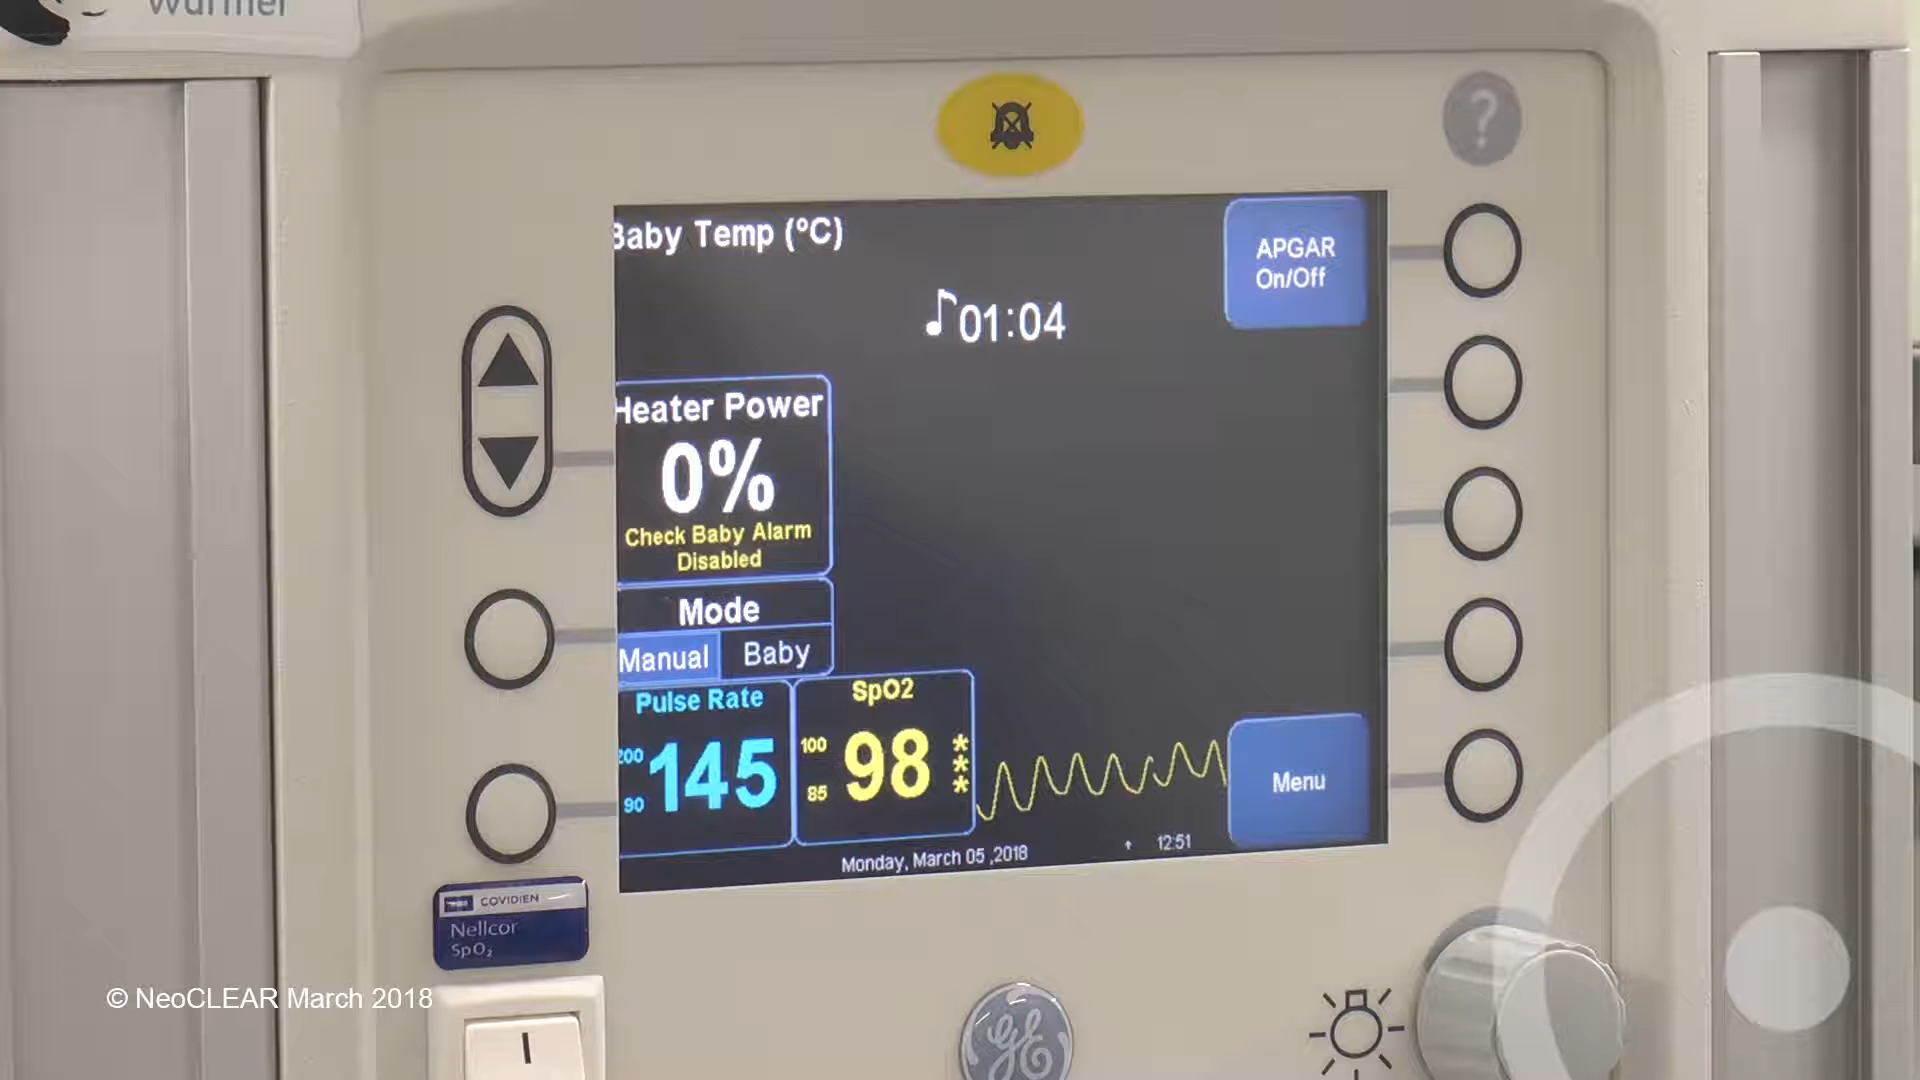 Warmer
?
Baby Temp (°C)
APGAR
On/Off
♪01:04
Heater Power
0%
Check Baby Alarm
Disabled
Mode
Manual Baby
Pulse Rate
200
145
90
SpO2
100
98
85
***
Menu
Monday, March 05 ,2018
12:51
COVIDIEN
Nellcor
SpO₂
© NeoCLEAR March 2018
I
GE